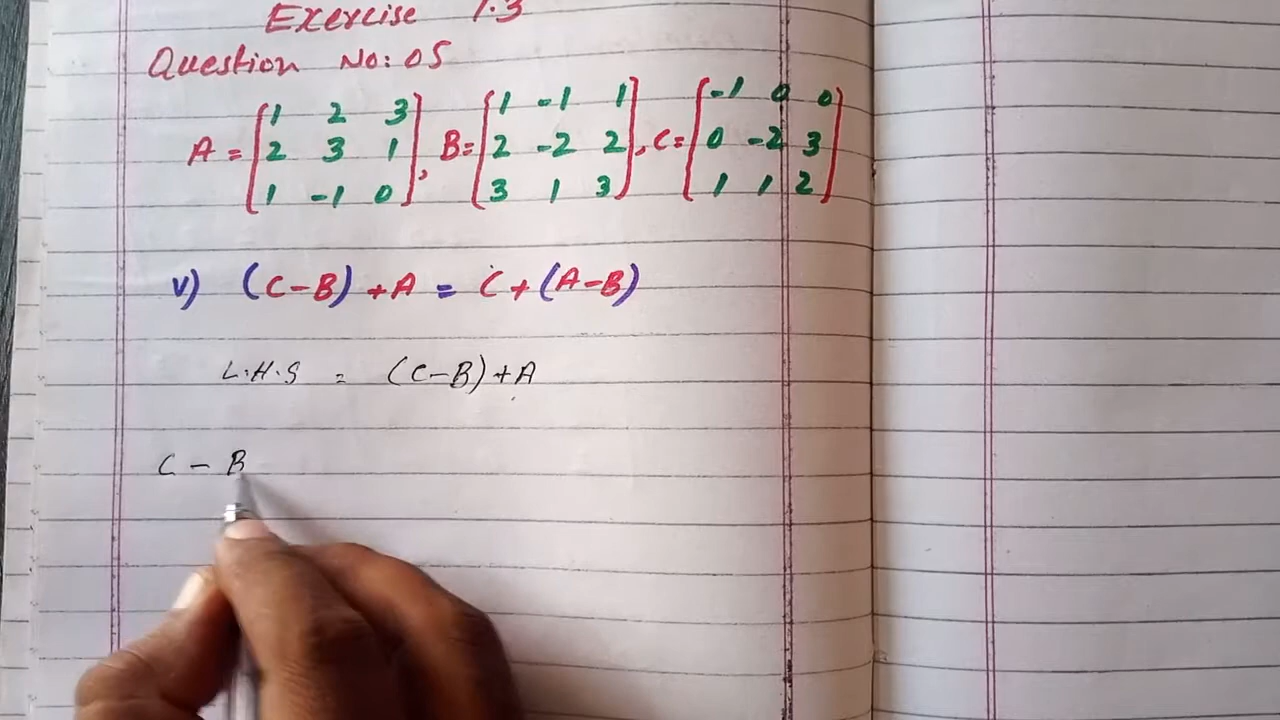 Exercise 1.3
Question No: 05
A = [1 2 3
2 3 1
1 -1 0], B = [1 -1 1
2 -2 2
3 1 3], C = [-1 0 0
0 -2 3
1 1 2]
v) (C-B) + A = C + (A-B)
L.H.S = (C-B) + A
C - B